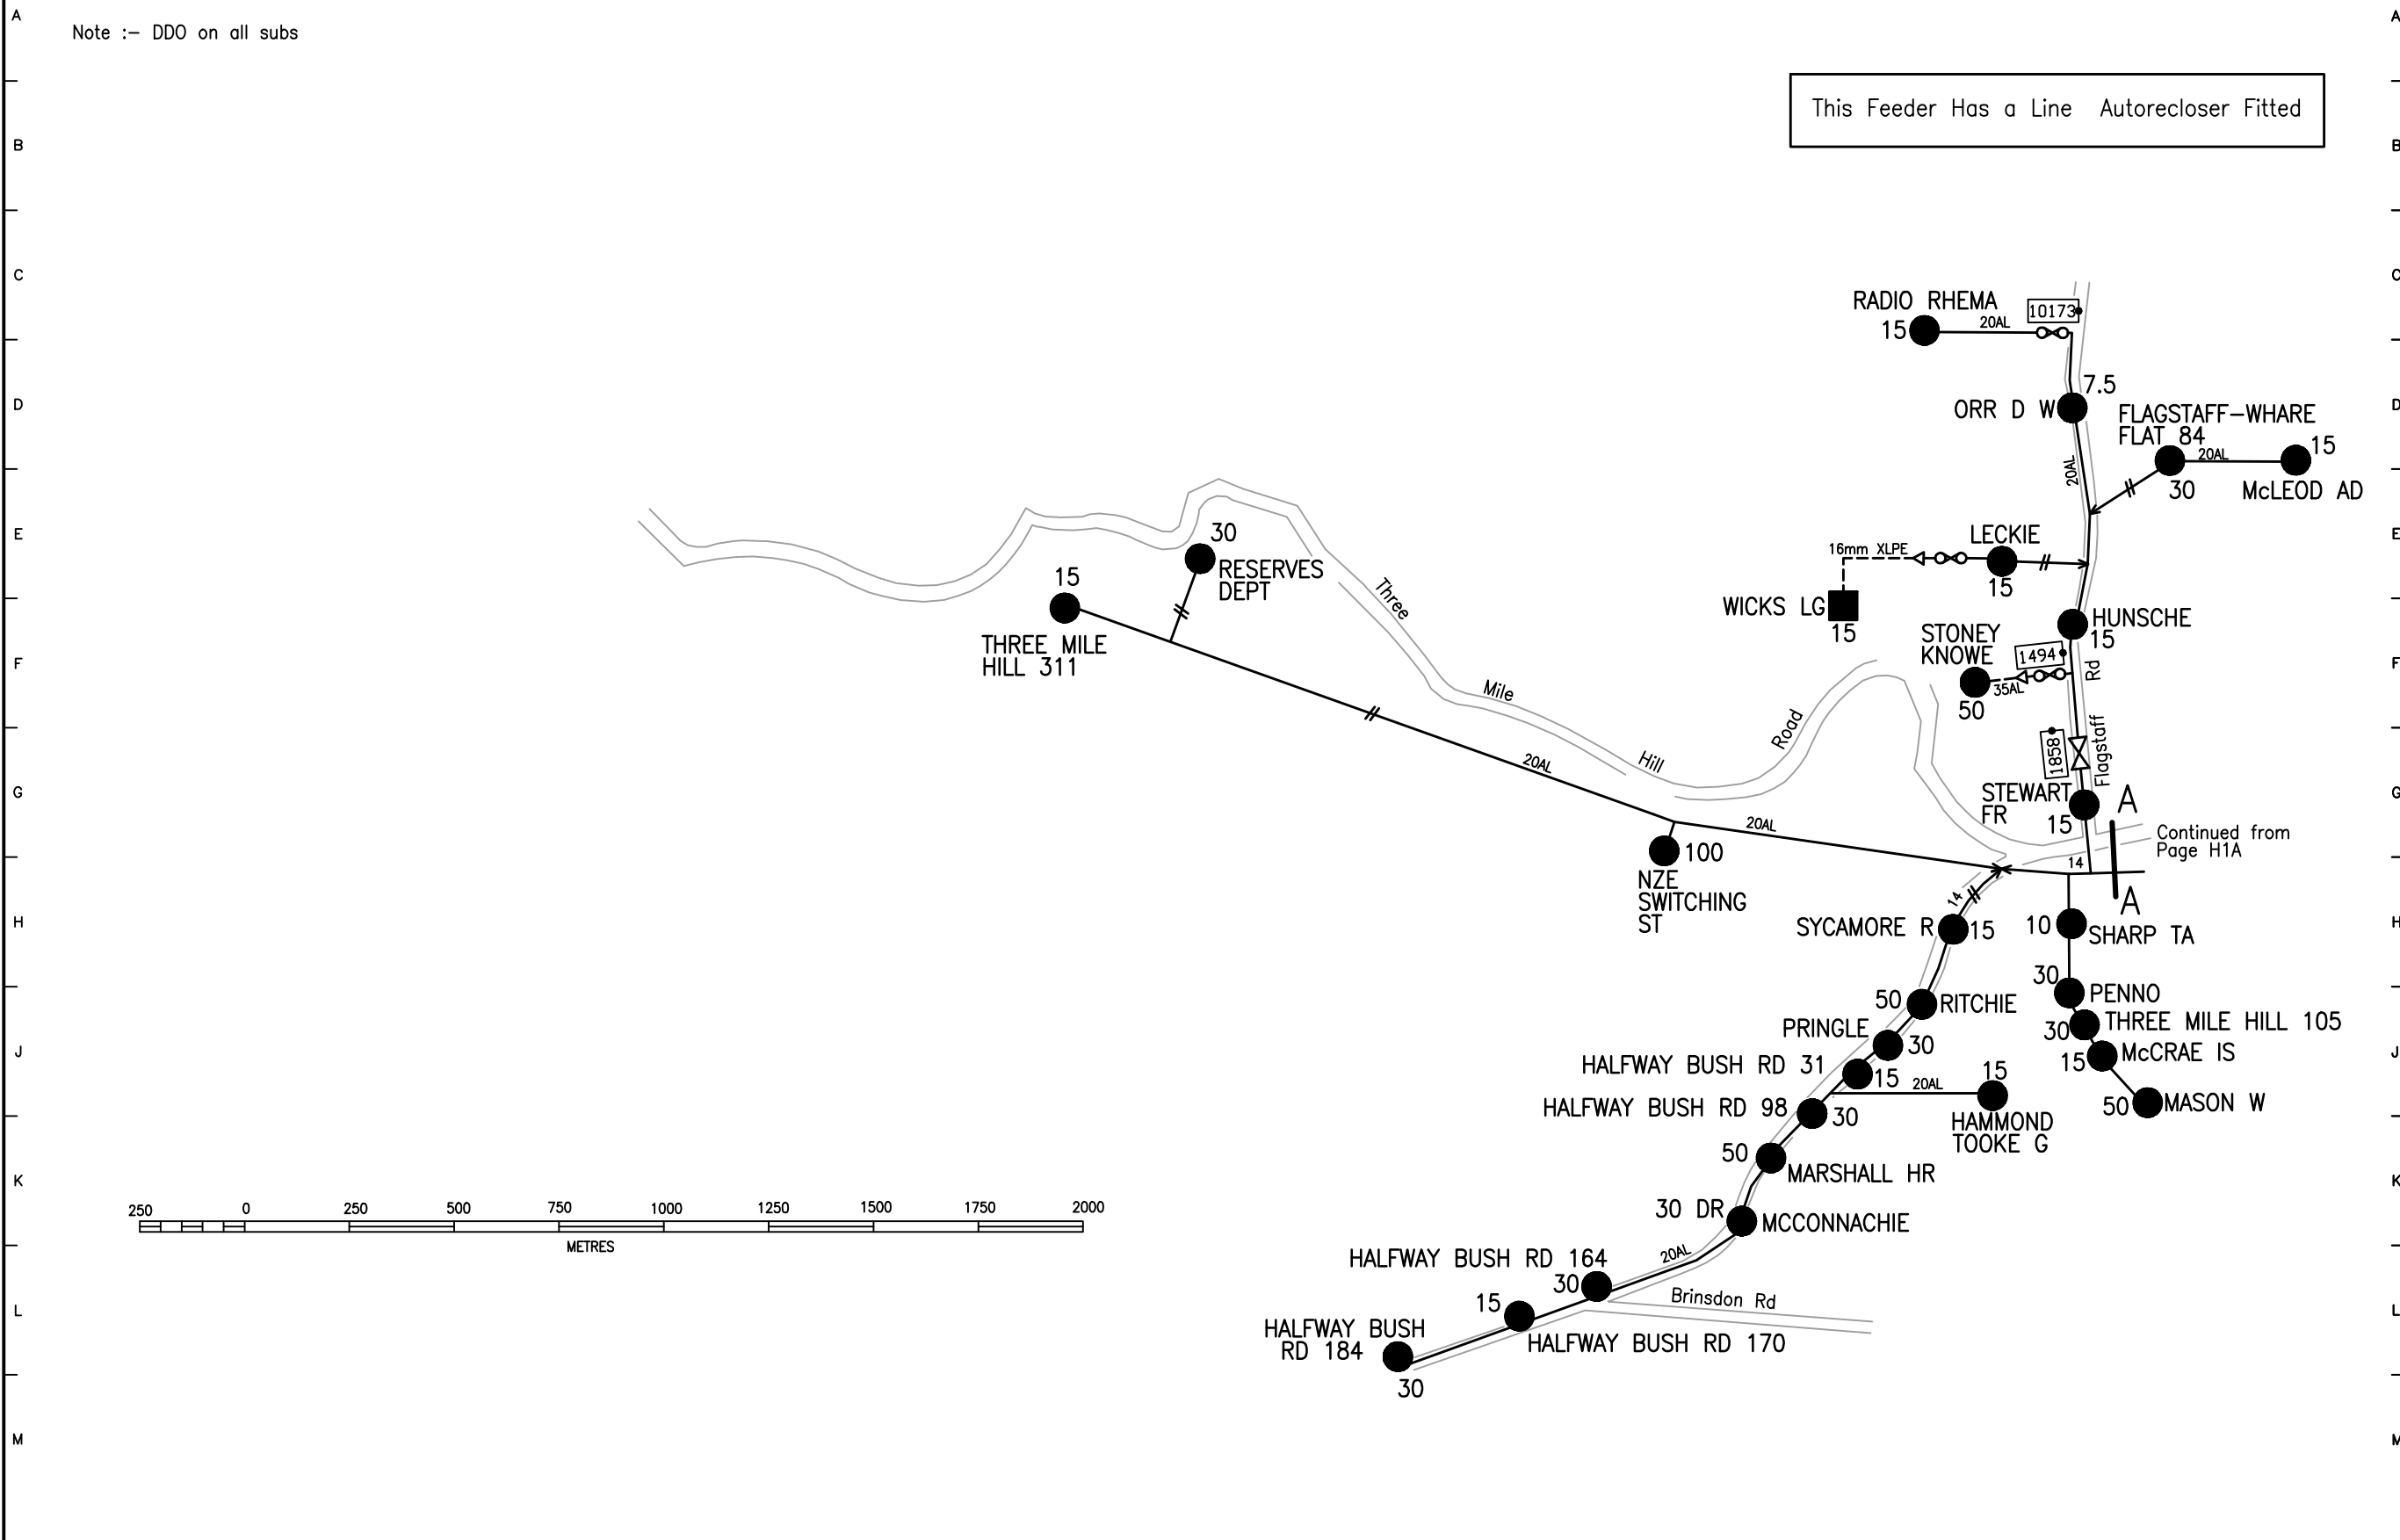 A
A
Note :- DDO on all subs
This Feeder Has a Line Autorecloser Fitted
B
B
C
C
RADIO RHEMA
10173
15
20AL
7.5
D
D
ORR D W
FLAGSTAFF-WHARE
FLAT 84
20AL
15
20AL
30
McLEOD AD
E
E
30
RESERVES
DEPT
15
THREE MILE
HILL 311
Three
Mile
Hill
Road
LECKIE
16mm XLPE
15
WICKS LG
15
HUNSCHE
15
STONEY
KNOWE
1494
35AL
50
Rd
F
F
1858
Flagstaff
20AL
G
G
STEWART
FR
15
A
Continued from
Page H1A
20AL
14
100
NZE
SWITCHING
ST
A
14
H
H
SYCAMORE R
15
10
SHARP TA
30
PENNO
50
RITCHIE
THREE MILE HILL 105
30
PRINGLE
30
J
J
McCRAE IS
15
HALFWAY BUSH RD 31
15
20AL
15
HALFWAY BUSH RD 98
30
50
MASON W
HAMMOND
TOOKE G
50
MARSHALL HR
K
K
250 0 250 500 750 1000 1250 1500 1750 2000
METRES
30 DR
MCCONNACHIE
20AL
HALFWAY BUSH RD 164
30
Brinsdon Rd
15
L
L
HALFWAY BUSH
RD 184
HALFWAY BUSH RD 170
30
M
M